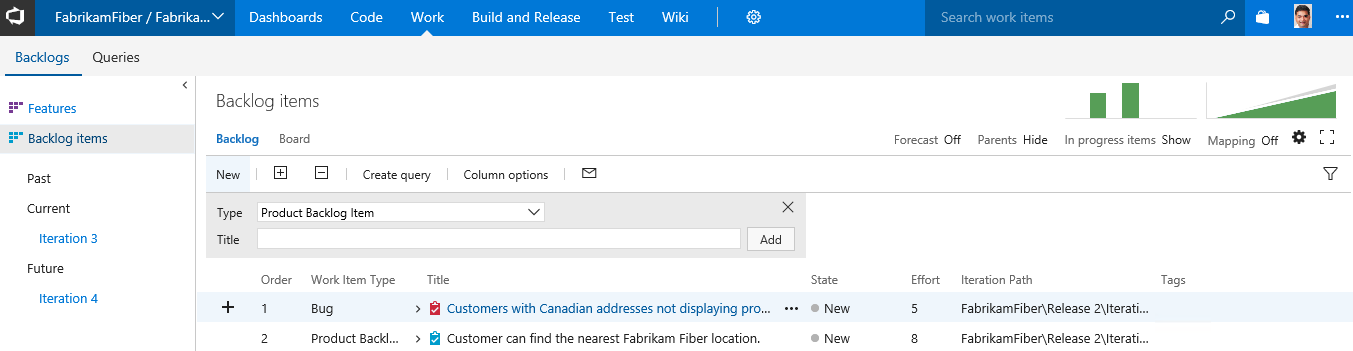 FabrikamFiber / Fabrika... Dashboards Code Work Build and Release Test Wiki Search work items ...
Backlogs Queries
Features
Backlog items
Past
Current
Iteration 3
Future
Iteration 4
Backlog items
Backlog Board Forecast Off Parents Hide In progress items Show Mapping Off
New Create query Column options
Type Product Backlog Item
Title Add
Order Work Item Type Title State Effort Iteration Path Tags
1 Bug Customers with Canadian addresses not displaying pro... ... New 5 FabrikamFiber\Release 2\Iterati...
2 Product Backl... Customer can find the nearest Fabrikam Fiber location. New 8 FabrikamFiber\Release 2\Iterati...